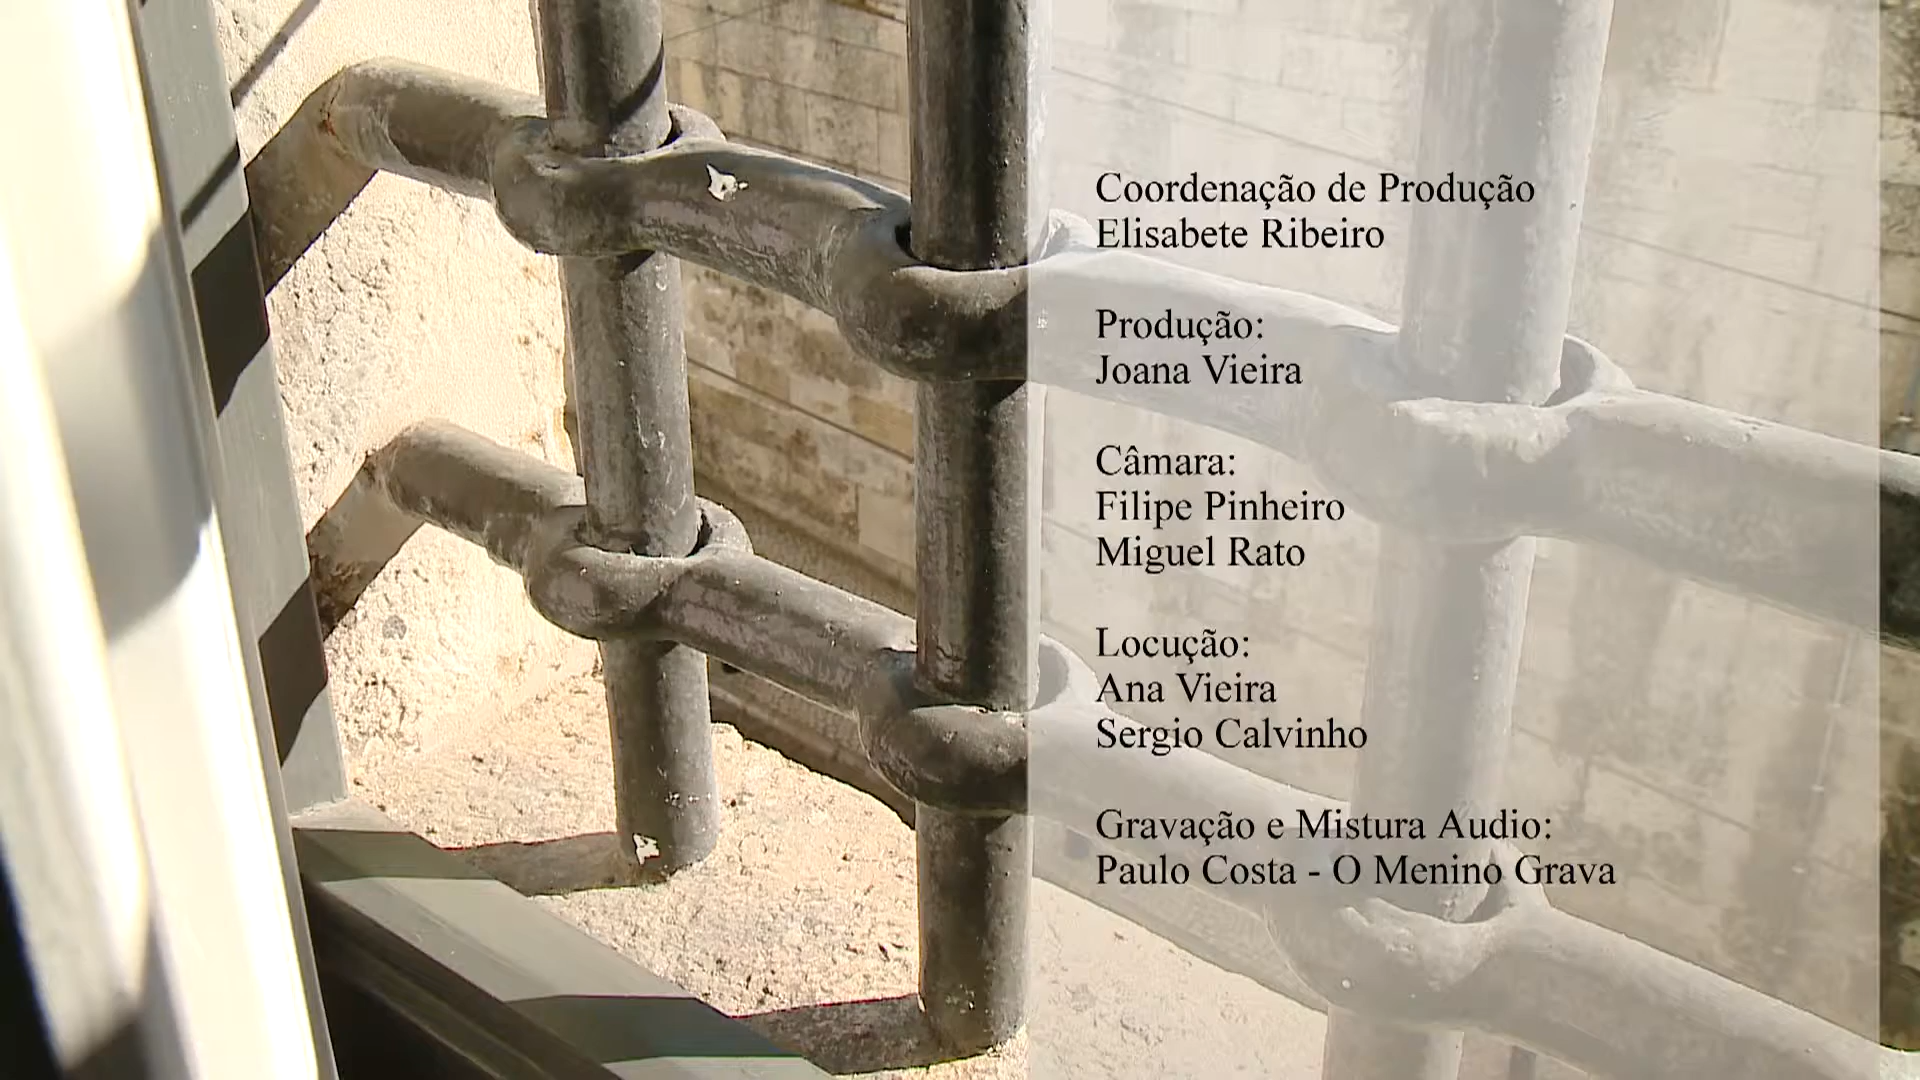 Coordenação de Produção
Elisabete Ribeiro
Produção:
Joana Vieira
Câmara:
Filipe Pinheiro
Miguel Rato
Locução:
Ana Vieira
Sergio Calvinho
Gravação e Mistura Audio:
Paulo Costa - O Menino Grava